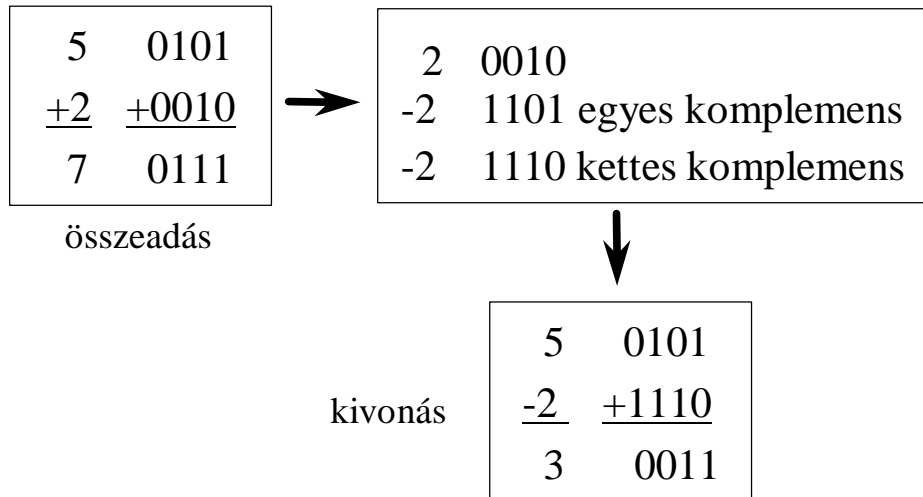 5 0101
+2 +0010
7 0111
összeadás
2 0010
-2 1101 egyes komplemens
-2 1110 kettes komplemens
kivonás
5 0101
-2 +1110
3 0011